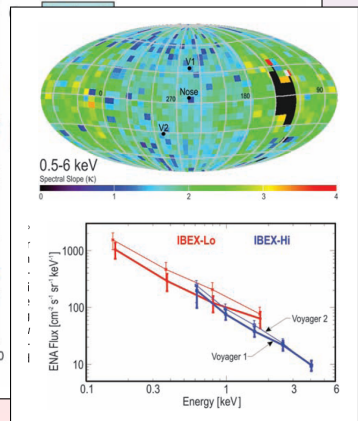 V1
Nose
0
270
180
90
V2
0.5-6 keV
Spectral Slope (κ)
0 1 2 3 4
IBEX-Lo IBEX-Hi
1000
100
10
ENA Flux [cm⁻² s⁻¹ sr⁻¹ keV⁻¹]
Voyager 2
Voyager 1
0.1 0.3 0.6 1 3 6
Energy [keV]